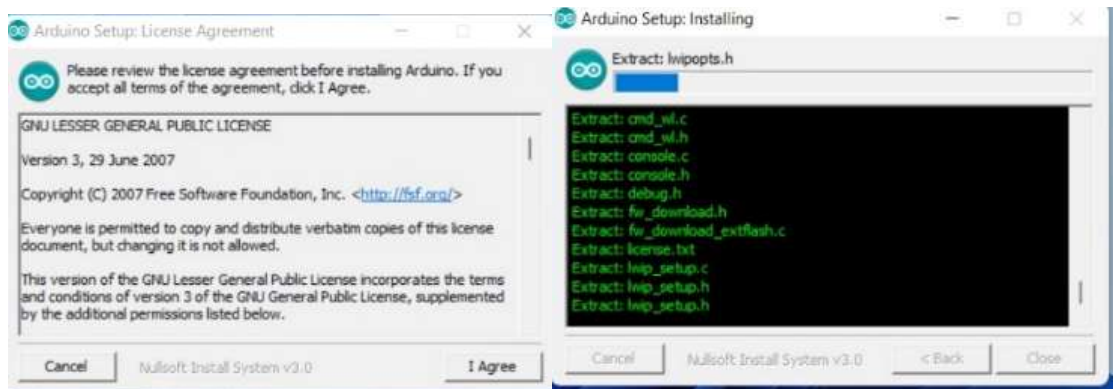 Arduino Setup: License Agreement
Please review the license agreement before installing Arduino. If you
accept all terms of the agreement, click I Agree.
GNU LESSER GENERAL PUBLIC LICENSE
Version 3, 29 June 2007
Copyright (C) 2007 Free Software Foundation, Inc. <http://fsf.org/>
Everyone is permitted to copy and distribute verbatim copies of this license
document, but changing it is not allowed.
This version of the GNU Lesser General Public License incorporates the terms
and conditions of version 3 of the GNU General Public License, supplemented
by the additional permissions listed below.
Cancel
Nullsoft Install System v3.0
I Agree
Arduino Setup: Installing
Extract: lwipopts.h
Extract: cmd_wl.c
Extract: cmd_wl.h
Extract: console.c
Extract: console.h
Extract: debug.h
Extract: fw_download.h
Extract: fw_download_extflash.c
Extract: license.txt
Extract: lwip_setup.c
Extract: lwip_setup.h
Extract: lwip_setup.h
Cancel
Nullsoft Install System v3.0
< Back
Close